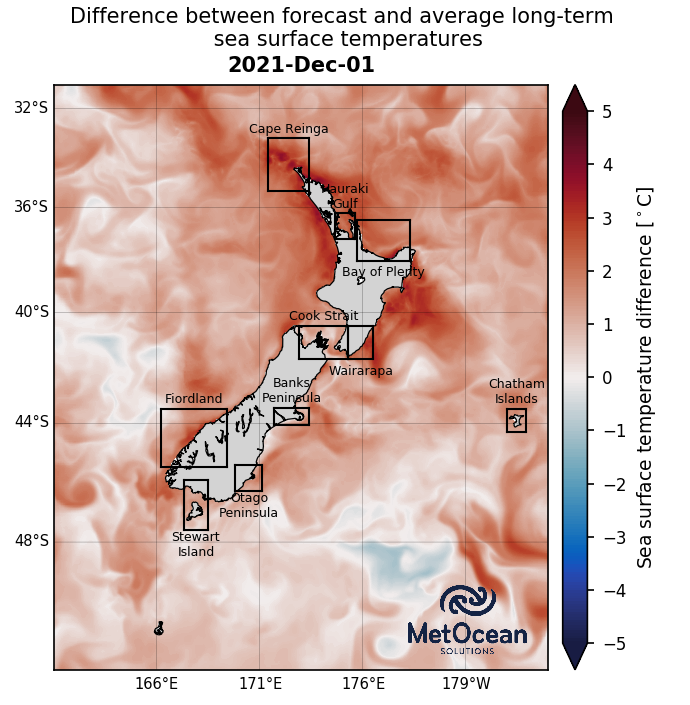 Difference between forecast and average long-term
sea surface temperatures
2021-Dec-01
32°S
36°S
40°S
44°S
48°S
166°E
171°E
176°E
179°W
Cape Reinga
Hauraki
Gulf
Bay of Plenty
Cook Strait
Wairarapa
Banks
Peninsula
Fiordland
Chatham
Islands
Otago
Peninsula
Stewart
Island
MetOcean
SOLUTIONS
5
4
3
2
1
0
−1
−2
−3
−4
−5
Sea surface temperature difference [°C]